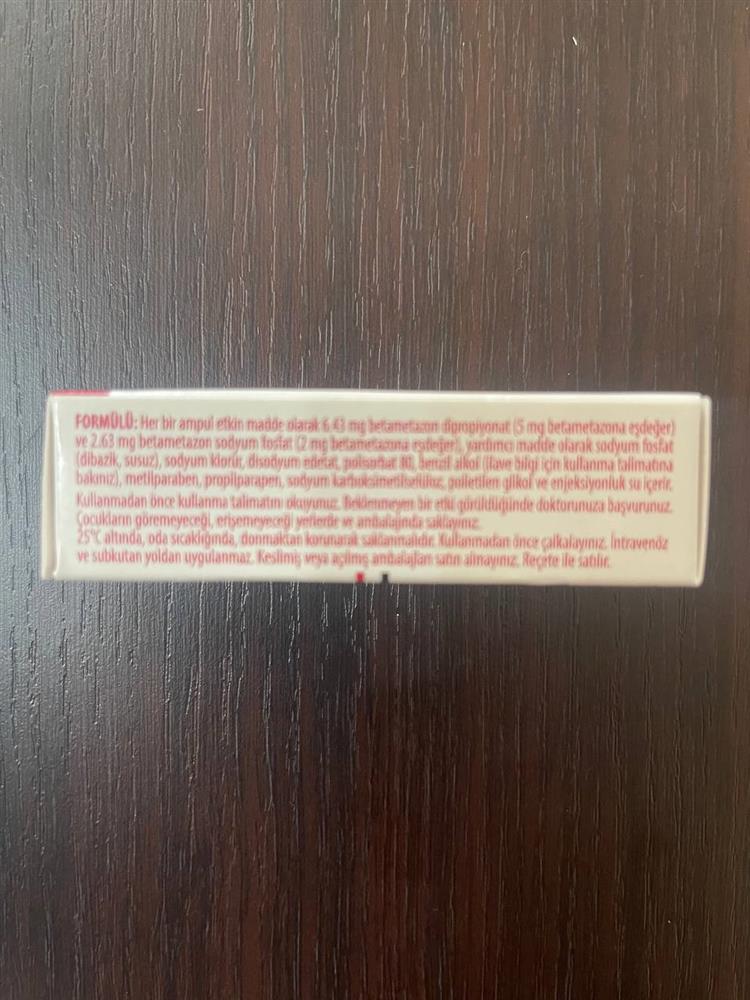 FORMÜLÜ: Her bir ampul etkin madde olarak 6.43 mg betametazon dipropiyonat (5 mg betametazona eşdeğer)
ve 2.63 mg betametazon sodyum fosfat (2 mg betametazona eşdeğer), yardımcı madde olarak sodyum fosfat
(dibazik, susuz), sodyum klorür, disodyum edetat, polisorbat 80, benzil alkol (ilave bilgi için kullanma talimatına
bakınız), metilparaben, propilparapen, sodyum karboksimetilselüloz, polietilen glikol ve enjeksiyonluk su içerir.
Kullanmadan önce kullanma talimatını okuyunuz. Beklenmeyen bir etki görüldüğünde doktorunuza başvurunuz.
Çocukların göremeyeceği, erişemeyeceği yerlerde ve ambalajında saklayınız.
25°C altında, oda sıcaklığında, donmaktan korunarak saklanmalıdır. Kullanmadan önce çalkalayınız. İntravenöz
ve subkutan yoldan uygulanmaz. Kesilmiş veya açılmış ambalajları satın almayınız. Reçete ile satılır.